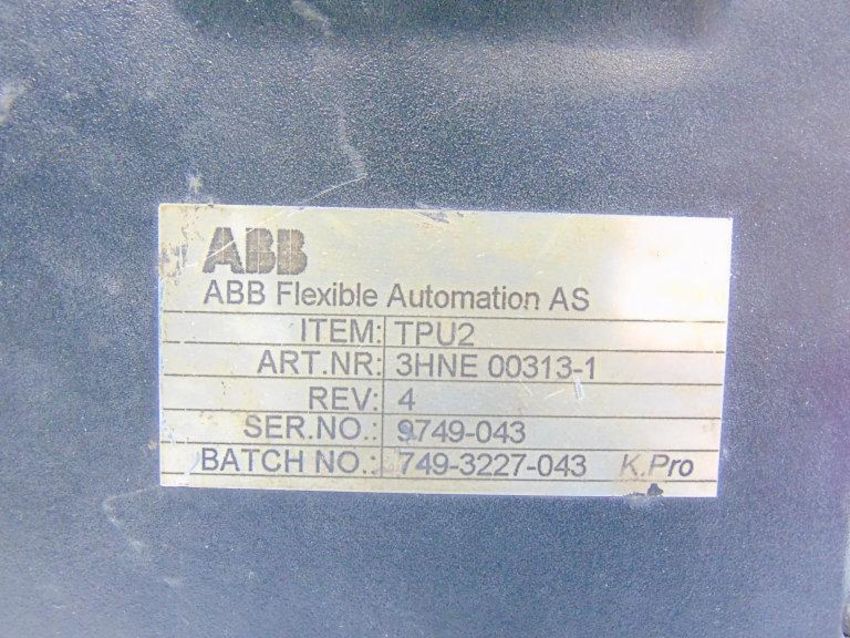 ABB
ABB Flexible Automation AS
ITEM: TPU2
ART.NR: 3HNE 00313-1
REV: 4
SER.NO.: 9749-043
BATCH NO.: 749-3227-043 K.Pro